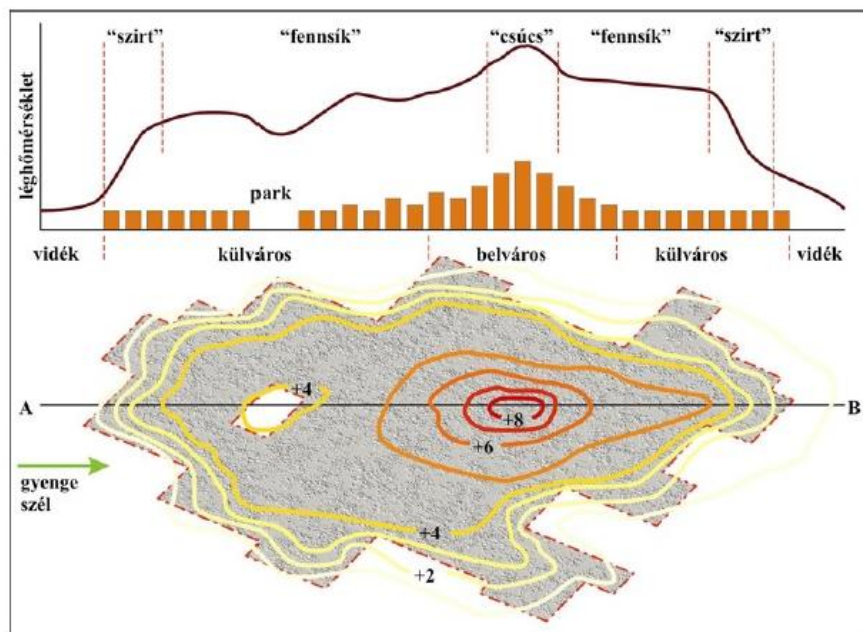 “szirt” “fennsík” “csúcs” “fennsík” “szirt”
léghőmérséklet
park
vidék külváros belváros külváros vidék
+4
A B
+8
+6
gyenge
szél
+4
+2